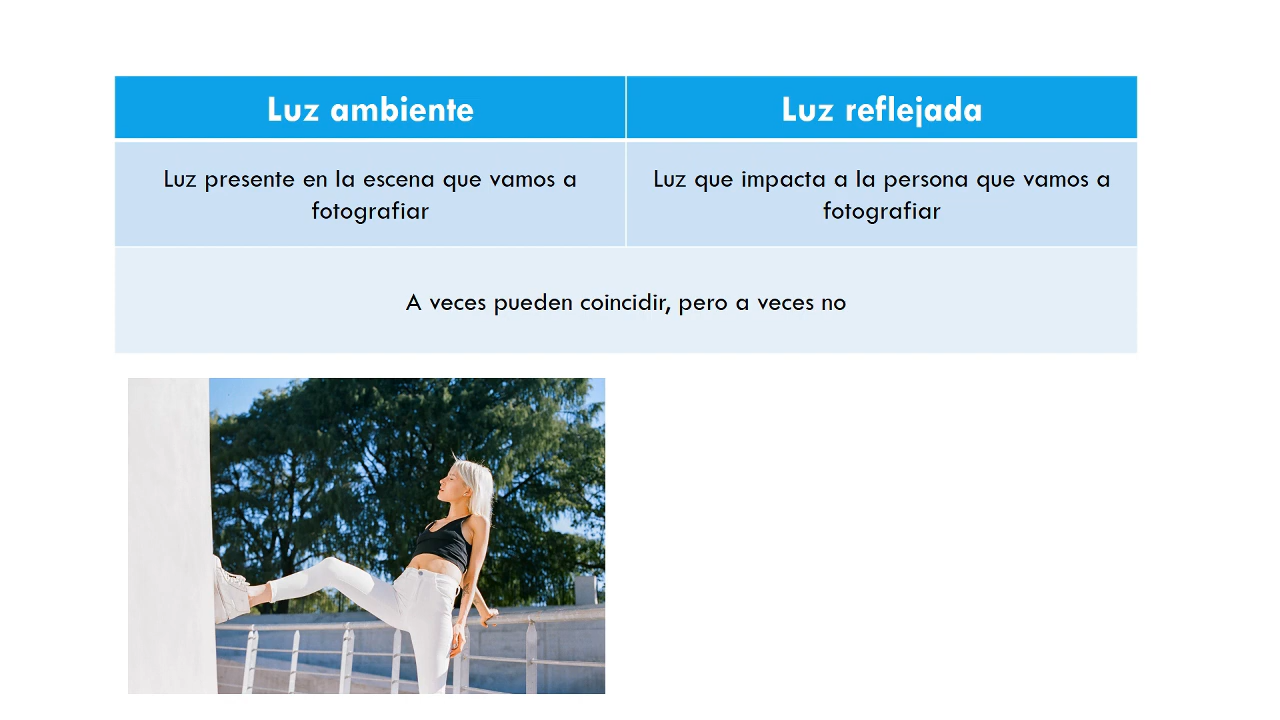 Luz ambiente
Luz reflejada
Luz presente en la escena que vamos a
fotografiar
Luz que impacta a la persona que vamos a
fotografiar
A veces pueden coincidir, pero a veces no